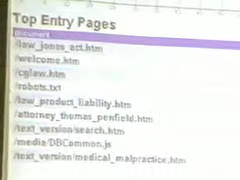 Top Entry Pages
document
/law_jones_act.htm
/welcome.htm
/cglaw.htm
/robots.txt
/law_product_liability.htm
/attorney_thomas_penfield.htm
/text_version/search.htm
/media/DBCommon.js
/text_version/medical_malpractice.htm